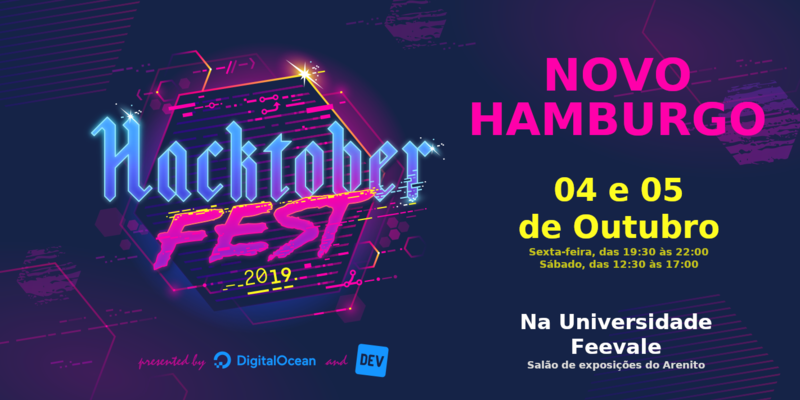 Hacktober
FEST
2019.
presented by DigitalOcean and DEV
NOVO
HAMBURGO
04 e 05
de Outubro
Sexta-feira, das 19:30 às 22:00
Sábado, das 12:30 às 17:00
Na Universidade
Feevale
Salão de exposições do Arenito